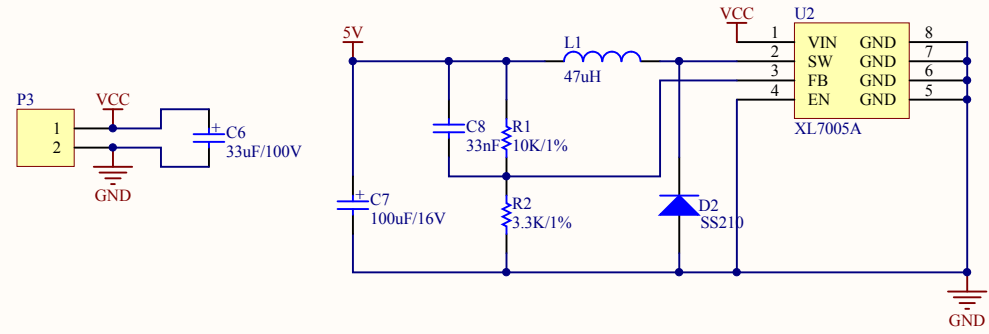 P3
1
2
VCC
GND
+
C6
33uF/100V
5V
+
C7
100uF/16V
C8
33nF
R1
10K/1%
R2
3.3K/1%
L1
47uH
D2
SS210
VCC
U2
1 VIN GND 8
2 SW GND 7
3 FB GND 6
4 EN GND 5
XL7005A
GND